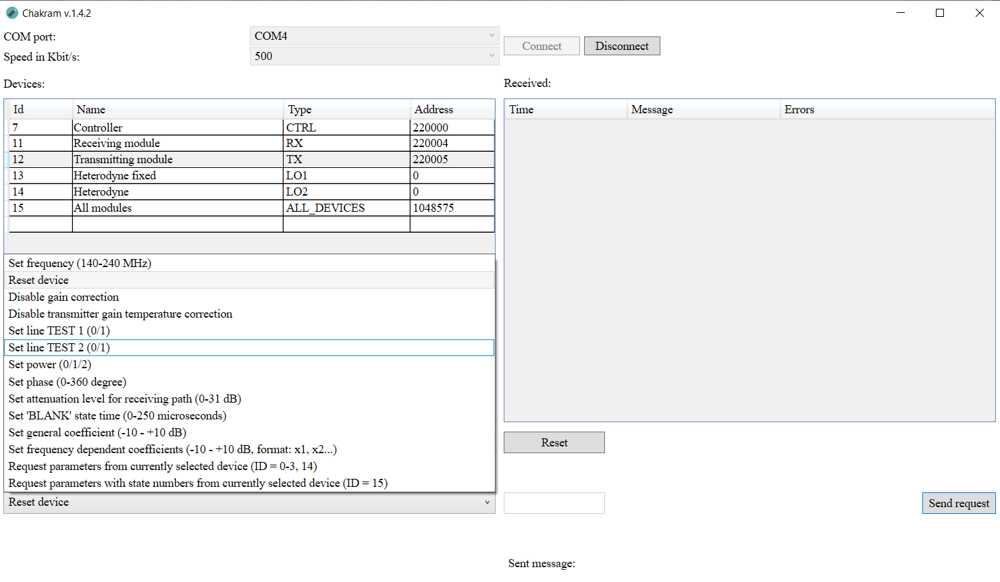 Chakram v.1.4.2
COM port:
COM4
Connect
Disconnect
Speed in Kbit/s:
500
Devices:
Received:
Id Name Type Address
7 Controller CTRL 220000
11 Receiving module RX 220004
12 Transmitting module TX 220005
13 Heterodyne fixed LO1 0
14 Heterodyne LO2 0
15 All modules ALL_DEVICES 1048575
Time Message Errors
Set frequency (140-240 MHz)
Reset device
Disable gain correction
Disable transmitter gain temperature correction
Set line TEST 1 (0/1)
Set line TEST 2 (0/1)
Set power (0/1/2)
Set phase (0-360 degree)
Set attenuation level for receiving path (0-31 dB)
Set 'BLANK' state time (0-250 microseconds)
Set general coefficient (-10 - +10 dB)
Set frequency dependent coefficients (-10 - +10 dB, format: x1, x2...)
Request parameters from currently selected device (ID = 0-3, 14)
Request parameters with state numbers from currently selected device (ID = 15)
Reset device
Reset
Send request
Sent message: